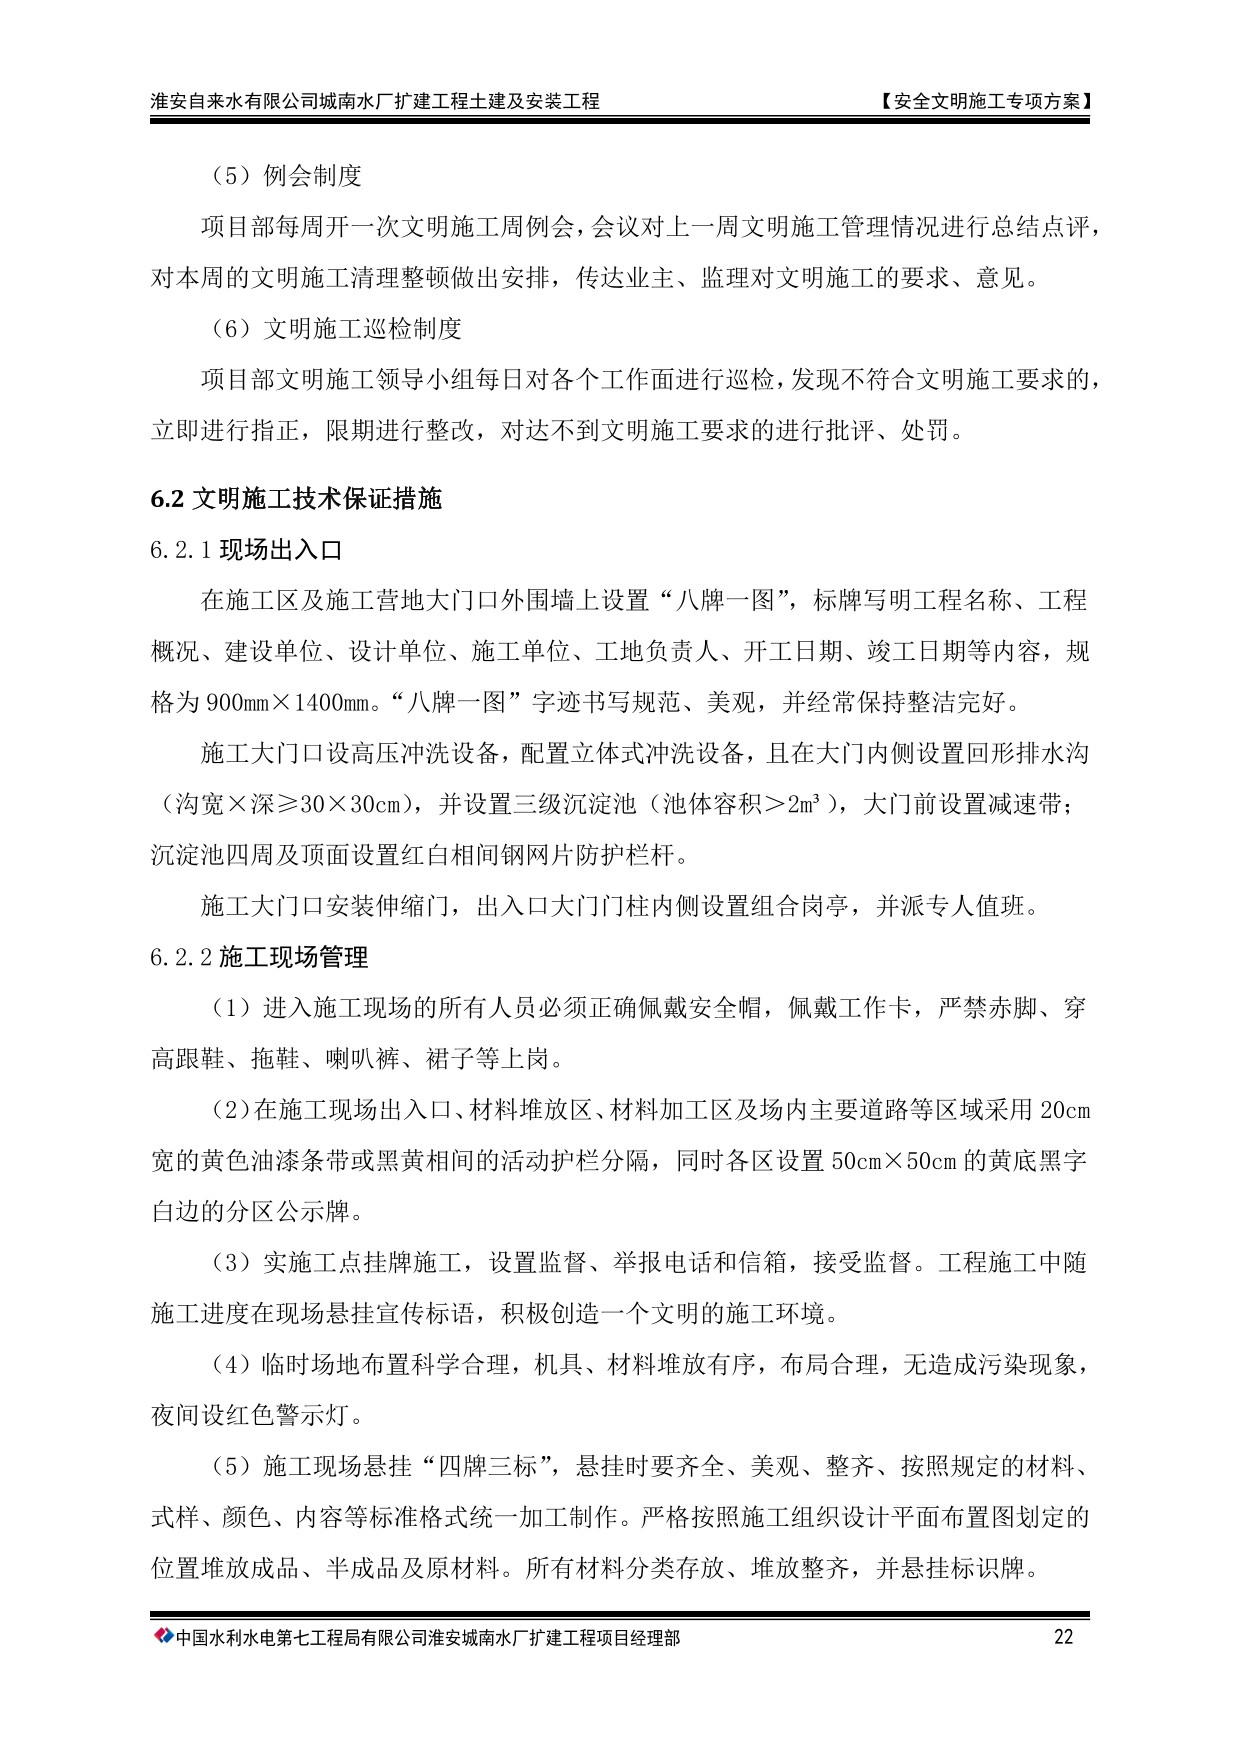 淮安自来水有限公司城南水厂扩建工程土建及安装工程 【安全文明施工专项方案】
（5）例会制度
项目部每周开一次文明施工周例会，会议对上一周文明施工管理情况进行总结点评，
对本周的文明施工清理整顿做出安排，传达业主、监理对文明施工的要求、意见。
（6）文明施工巡检制度
项目部文明施工领导小组每日对各个工作面进行巡检，发现不符合文明施工要求的，
立即进行指正，限期进行整改，对达不到文明施工要求的进行批评、处罚。
6.2 文明施工技术保证措施
6.2.1 现场出入口
在施工区及施工营地大门口外围墙上设置“八牌一图”，标牌写明工程名称、工程
概况、建设单位、设计单位、施工单位、工地负责人、开工日期、竣工日期等内容，规
格为 900mm×1400mm。“八牌一图”字迹书写规范、美观，并经常保持整洁完好。
施工大门口设高压冲洗设备，配置立体式冲洗设备，且在大门内侧设置回形排水沟
（沟宽×深≥30×30cm），并设置三级沉淀池（池体容积＞2m³），大门前设置减速带；
沉淀池四周及顶面设置红白相间钢网片防护栏杆。
施工大门口安装伸缩门，出入口大门门柱内侧设置组合岗亭，并派专人值班。
6.2.2 施工现场管理
（1）进入施工现场的所有人员必须正确佩戴安全帽，佩戴工作卡，严禁赤脚、穿
高跟鞋、拖鞋、喇叭裤、裙子等上岗。
（2）在施工现场出入口、材料堆放区、材料加工区及场内主要道路等区域采用 20cm
宽的黄色油漆条带或黑黄相间的活动护栏分隔，同时各区设置 50cm×50cm 的黄底黑字
白边的分区公示牌。
（3）实施工点挂牌施工，设置监督、举报电话和信箱，接受监督。工程施工中随
施工进度在现场悬挂宣传标语，积极创造一个文明的施工环境。
（4）临时场地布置科学合理，机具、材料堆放有序，布局合理，无造成污染现象，
夜间设红色警示灯。
（5）施工现场悬挂“四牌三标”，悬挂时要齐全、美观、整齐、按照规定的材料、
式样、颜色、内容等标准格式统一加工制作。严格按照施工组织设计平面布置图划定的
位置堆放成品、半成品及原材料。所有材料分类存放、堆放整齐，并悬挂标识牌。
中国水利水电第七工程局有限公司淮安城南水厂扩建工程项目经理部 22